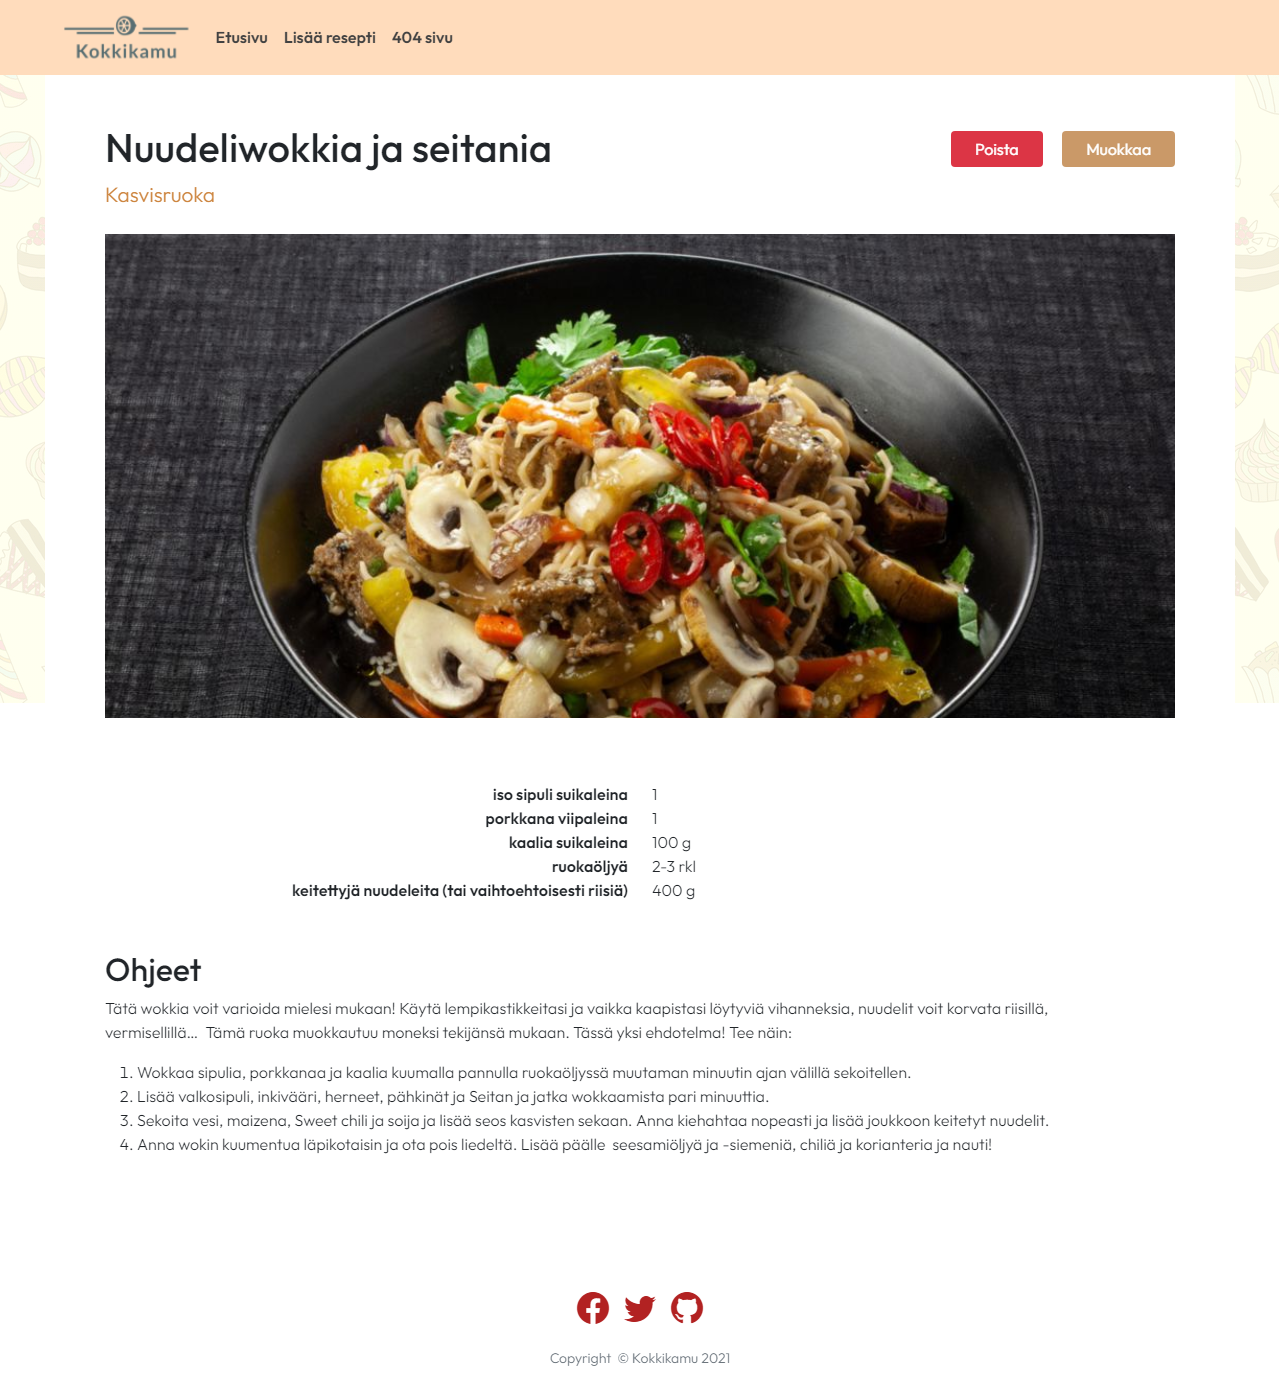 Kokkikamu
Etusivu Lisää resepti 404 sivu
Nuudeliwokkia ja seitania
Poista Muokkaa
Kasvisruoka
iso sipuli suikaleina 1
porkkana viipaleina 1
kaalia suikaleina 100 g
ruokaöljyä 2-3 rkl
keitettyjä nuudeleita (tai vaihtoehtoisesti riisiä) 400 g
Ohjeet
Tätä wokkia voit varioida mielesi mukaan! Käytä lempikastikkeitasi ja vaikka kaapistasi löytyviä vihanneksia, nuudelit voit korvata riisillä,
vermisellillä… Tämä ruoka muokkautuu moneksi tekijänsä mukaan. Tässä yksi ehdotelma! Tee näin:
1. Wokkaa sipulia, porkkanaa ja kaalia kuumalla pannulla ruokaöljyssä muutaman minuutin ajan välillä sekoitellen.
2. Lisää valkosipuli, inkivääri, herneet, pähkinät ja Seitan ja jatka wokkaamista pari minuuttia.
3. Sekoita vesi, maizena, Sweet chili ja soija ja lisää seos kasvisten sekaan. Anna kiehahtaa nopeasti ja lisää joukkoon keitetyt nuudelit.
4. Anna wokin kuumentua läpikotaisin ja ota pois liedeltä. Lisää päälle seesamiöljyä ja -siemeniä, chiliä ja korianteria ja nauti!
Copyright © Kokkikamu 2021